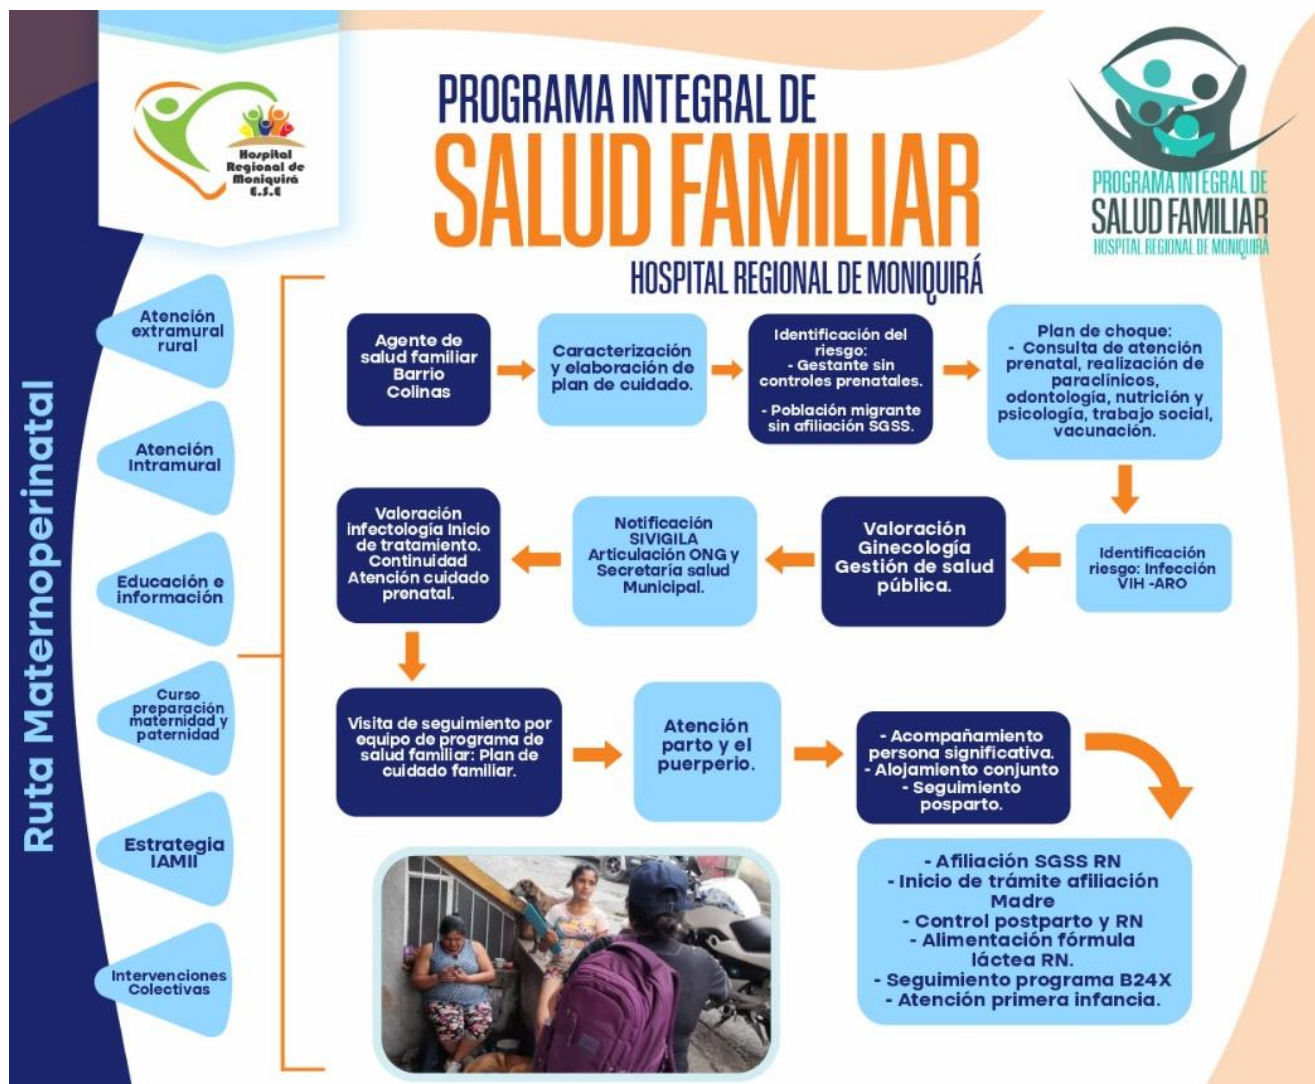 Hospital
Regional de
Moniquirá
E.S.E
PROGRAMA INTEGRAL DE
SALUD FAMILIAR
HOSPITAL REGIONAL DE MONIQUIRÁ
PROGRAMA INTEGRAL DE
SALUD FAMILIAR
HOSPITAL REGIONAL DE MONIQUIRÁ
Ruta Maternoperinatal
Atención
extramural
rural
Atención
Intramural
Educación e
información
Curso
preparación
maternidad y
paternidad
Estrategia
IAMII
Intervenciones
Colectivas
Agente de
salud familiar
Barrio
Colinas
Caracterización
y elaboración de
plan de cuidado.
Identificación del
riesgo:
- Gestante sin
controles prenatales.
- Población migrante
sin afiliación SGSS.
Plan de choque:
- Consulta de atención
prenatal, realización de
paraclínicos,
odontología, nutrición y
psicología, trabajo social,
vacunación.
Identificación
riesgo: Infección
VIH -ARO
Valoración
Ginecología
Gestión de salud
pública.
Notificación
SIVIGILA
Articulación ONG y
Secretaría salud
Municipal.
Valoración
infectología Inicio
de tratamiento.
Continuidad
Atención cuidado
prenatal.
Visita de seguimiento por
equipo de programa de
salud familiar: Plan de
cuidado familiar.
Atención
parto y el
puerperio.
- Acompañamiento
persona significativa.
- Alojamiento conjunto
- Seguimiento
posparto.
- Afiliación SGSS RN
- Inicio de trámite afiliación
Madre
- Control postparto y RN
- Alimentación fórmula
láctea RN.
- Seguimiento programa B24X
- Atención primera infancia.